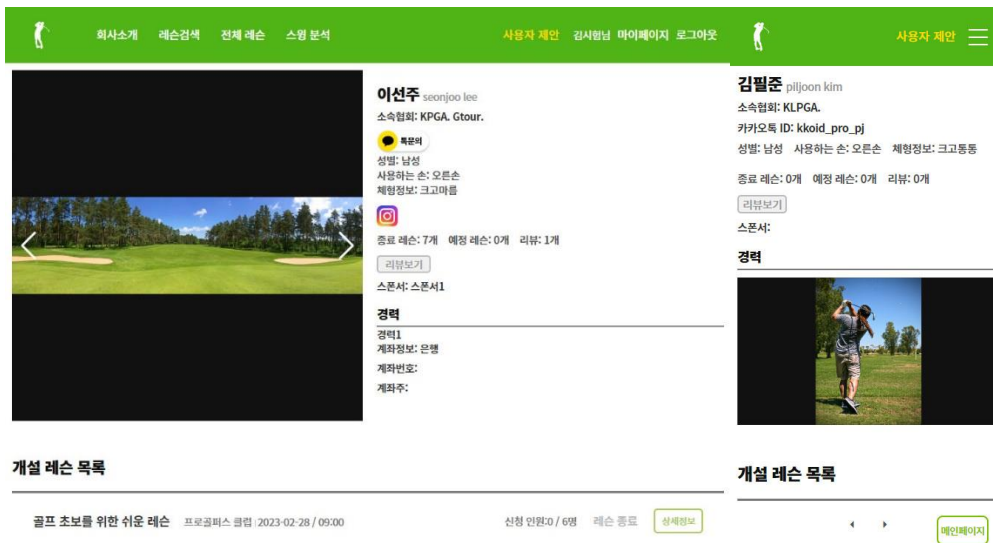 회사소개 레슨검색 전체 레슨 스윙 분석 사용자 제안 김시험님 마이페이지 로그아웃
이선주 seonjoo lee
소속협회: KPGA. Gtour.
톡문의
성별: 남성
사용하는 손: 오른손
체형정보: 크고마름
종료 레슨: 7개 예정 레슨: 0개 리뷰: 1개
리뷰보기
스폰서: 스폰서1
경력
경력1
계좌정보: 은행
계좌번호:
계좌주:
개설 레슨 목록
골프 초보를 위한 쉬운 레슨 프로골퍼스 클럽 | 2023-02-28 / 09:00 신청 인원:0 / 6명 레슨 종료 상세정보
사용자 제안
김필준 piljoon kim
소속협회: KLPGA.
카카오톡 ID: kkoid_pro_pj
성별: 남성 사용하는 손: 오른손 체형정보: 크고통통
종료 레슨: 0개 예정 레슨: 0개 리뷰: 0개
리뷰보기
스폰서:
경력
개설 레슨 목록
메인페이지